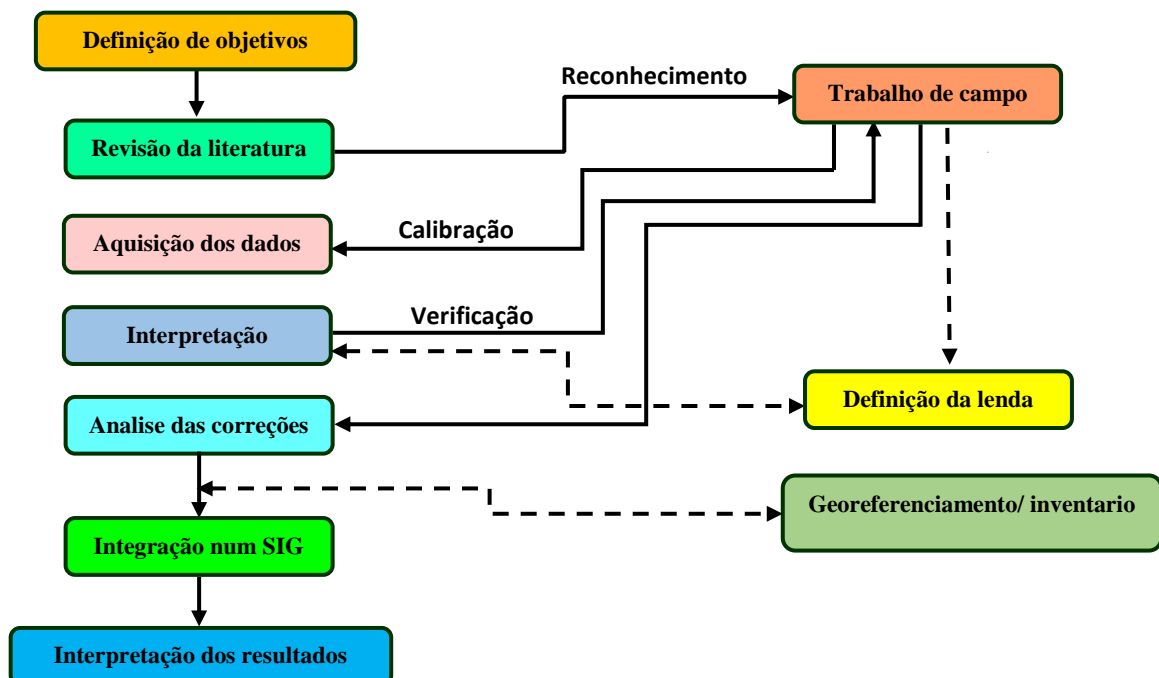 Definição de objetivos
Reconhecimento
Trabalho de campo
Revisão da literatura
Aquisição dos dados
Calibração
Interpretação
Verificação
Definição da lenda
Analise das correções
Georeferenciamento/ inventario
Integração num SIG
Interpretação dos resultados